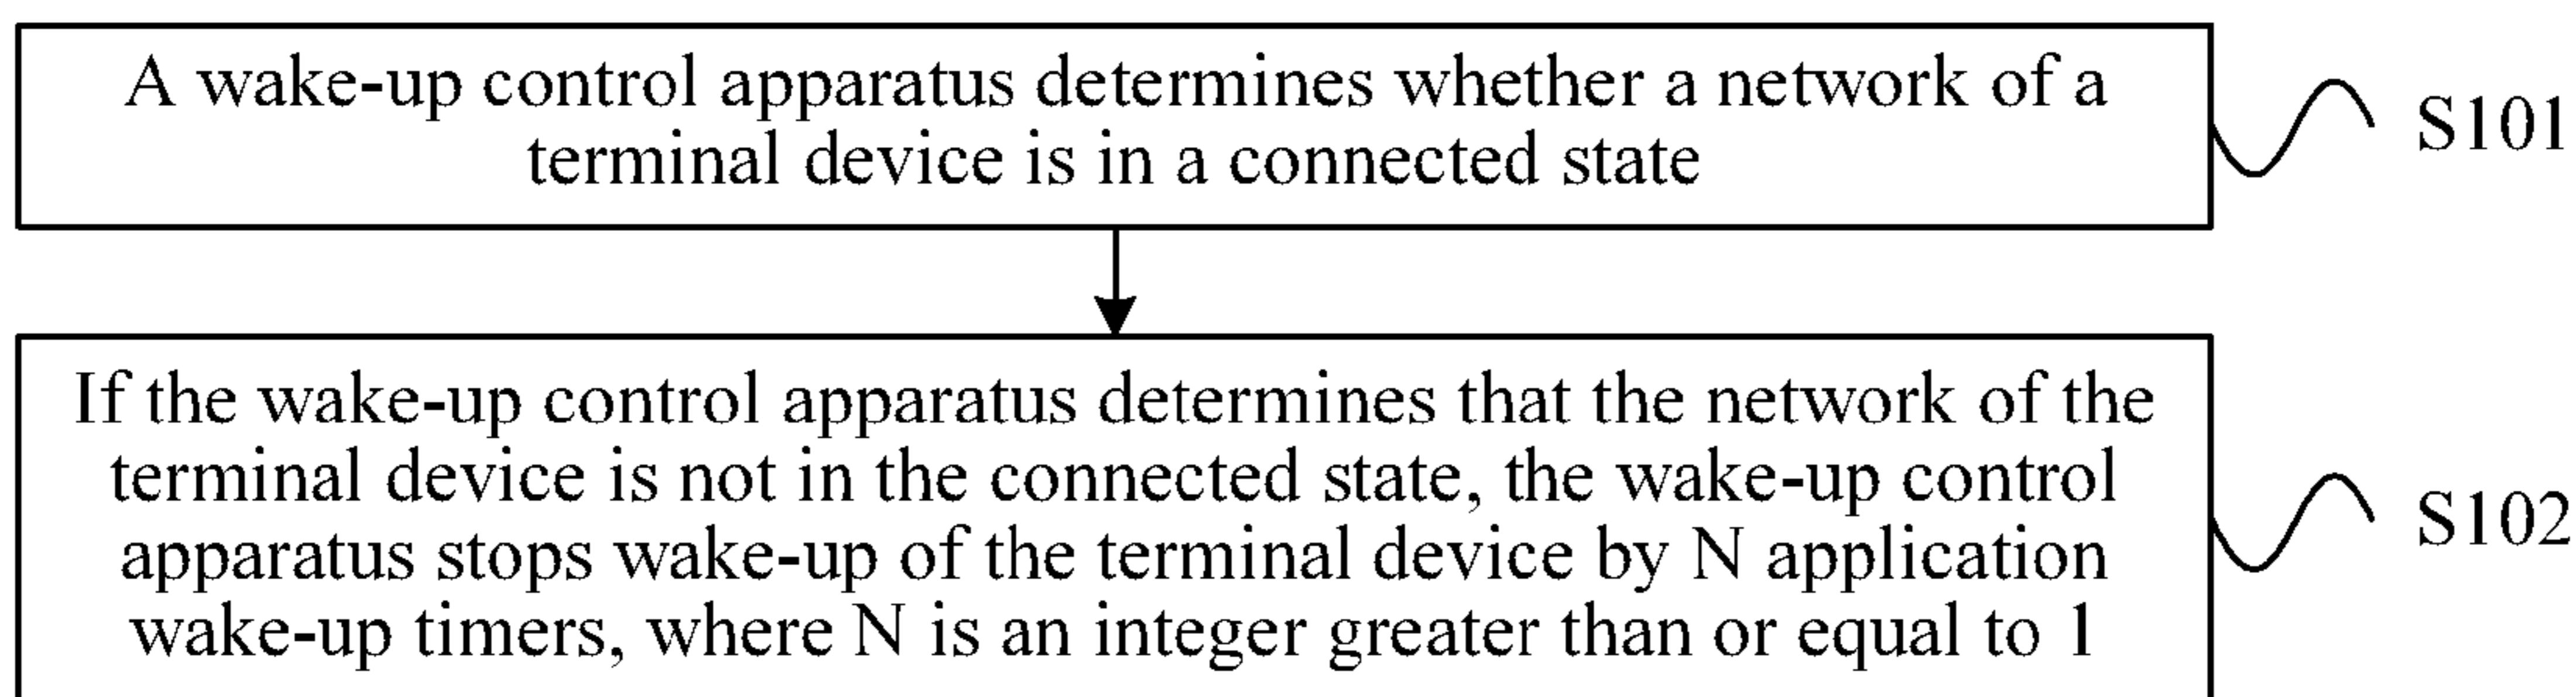 A wake-up control apparatus determines whether a network of a
terminal device is in a connected state
S101
If the wake-up control apparatus determines that the network of the
terminal device is not in the connected state, the wake-up control
apparatus stops wake-up of the terminal device by N application
wake-up timers, where N is an integer greater than or equal to 1
S102